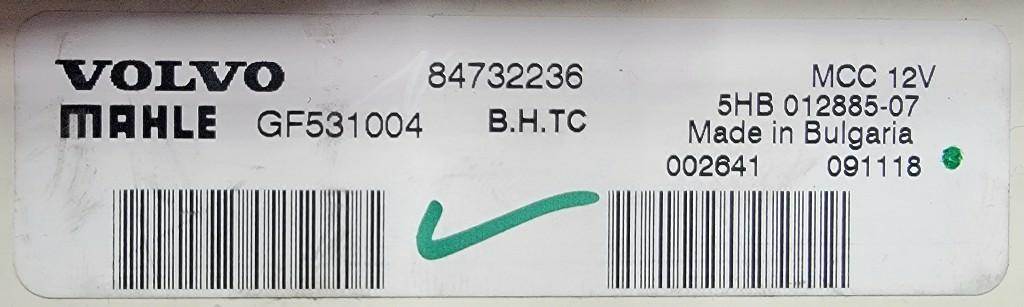 VOLVO 84732236 MCC 12V
MAHLE GF531004 B.H.TC 5HB 012885-07
Made in Bulgaria
002641 091118